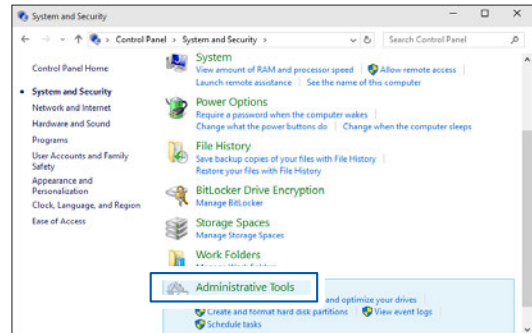 System and Security
Control Panel > System and Security >
Search Control Panel
Control Panel Home
System and Security
Network and Internet
Hardware and Sound
Programs
User Accounts and Family
Safety
Appearance and
Personalization
Clock, Language, and Region
Ease of Access
System
View amount of RAM and processor speed | Allow remote access |
Launch remote assistance | See the name of this computer
Power Options
Require a password when the computer wakes |
Change what the power buttons do | Change when the computer sleeps
File History
Save backup copies of your files with File History |
Restore your files with File History
BitLocker Drive Encryption
Manage BitLocker
Storage Spaces
Manage Storage Spaces
Work Folders
Administrative Tools
and optimize your drives |
Create and format hard disk partitions | View event logs |
Schedule tasks